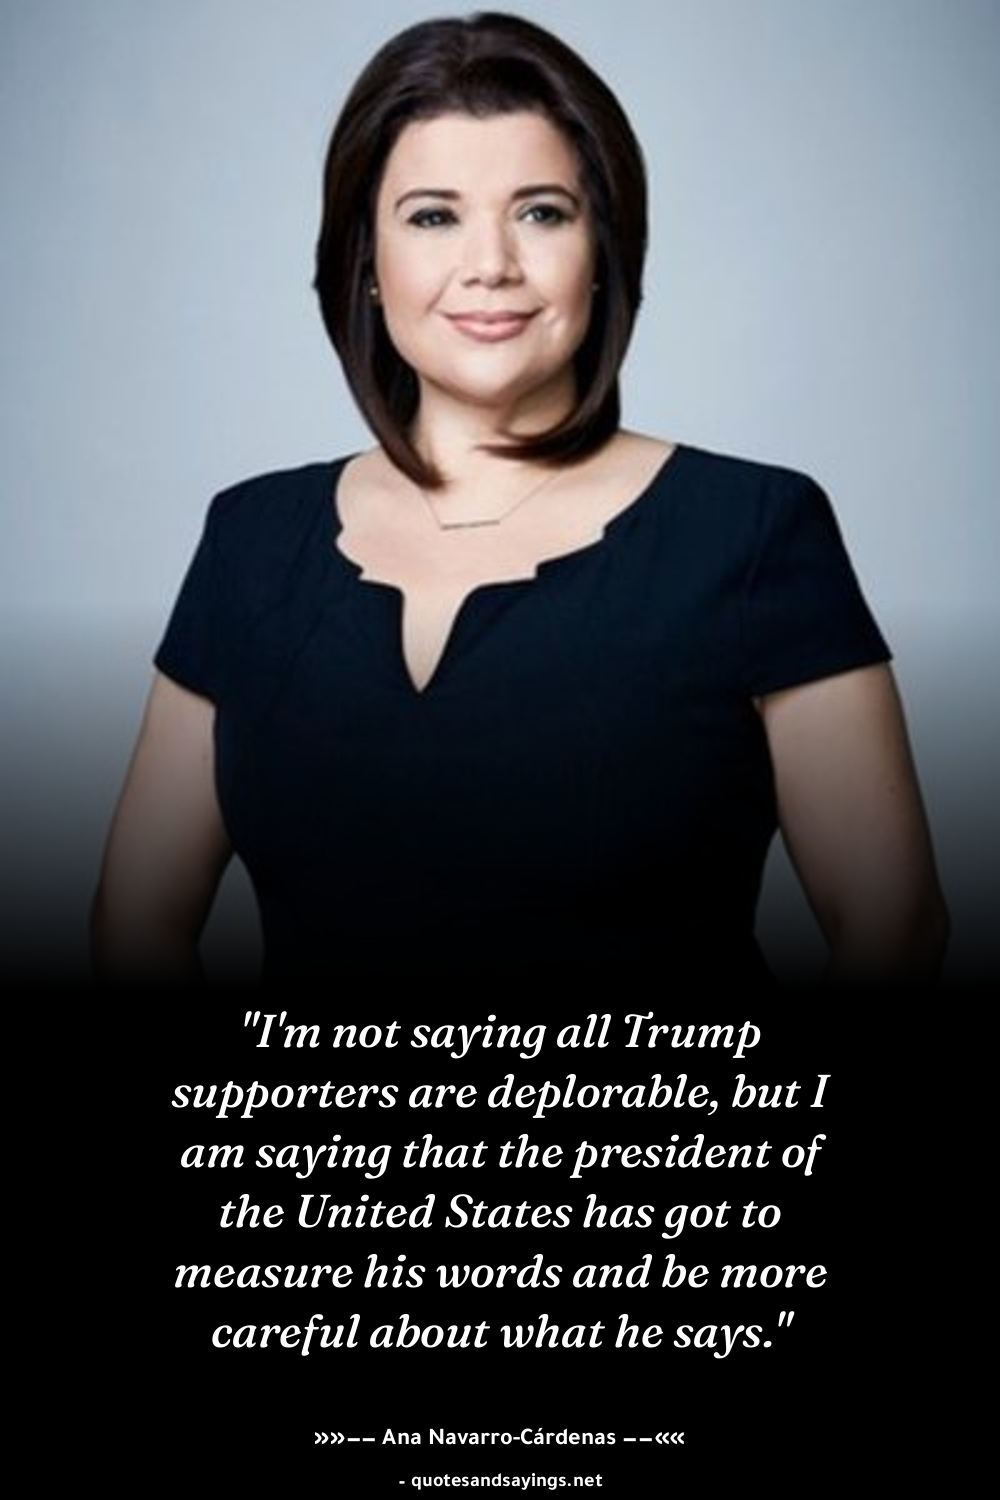 "I'm not saying all Trump
supporters are deplorable, but I
am saying that the president of
the United States has got to
measure his words and be more
careful about what he says."
»»–– Ana Navarro-Cárdenas ––««
- quotesandsayings.net